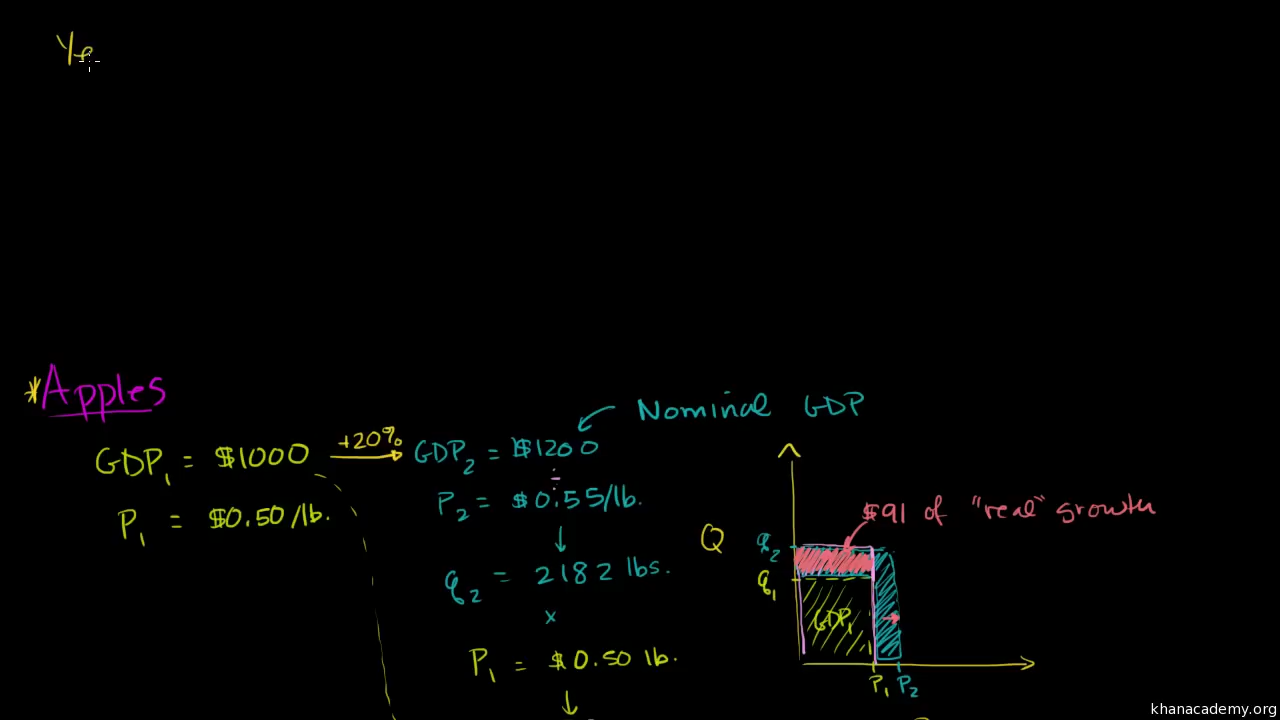 Ye
*Apples
Nominal GDP
GDP₁ = $1000
+20%
GDP₂ = $1200
÷
P₁ = $0.50/lb.
P₂ = $0.55/lb.
$91 of "real" growth
Q
q₂
q₁
q₂ = 2182 lbs.
x
GDP₁
P₁ = $0.50 lb.
P₁ P₂
khanacademy.org